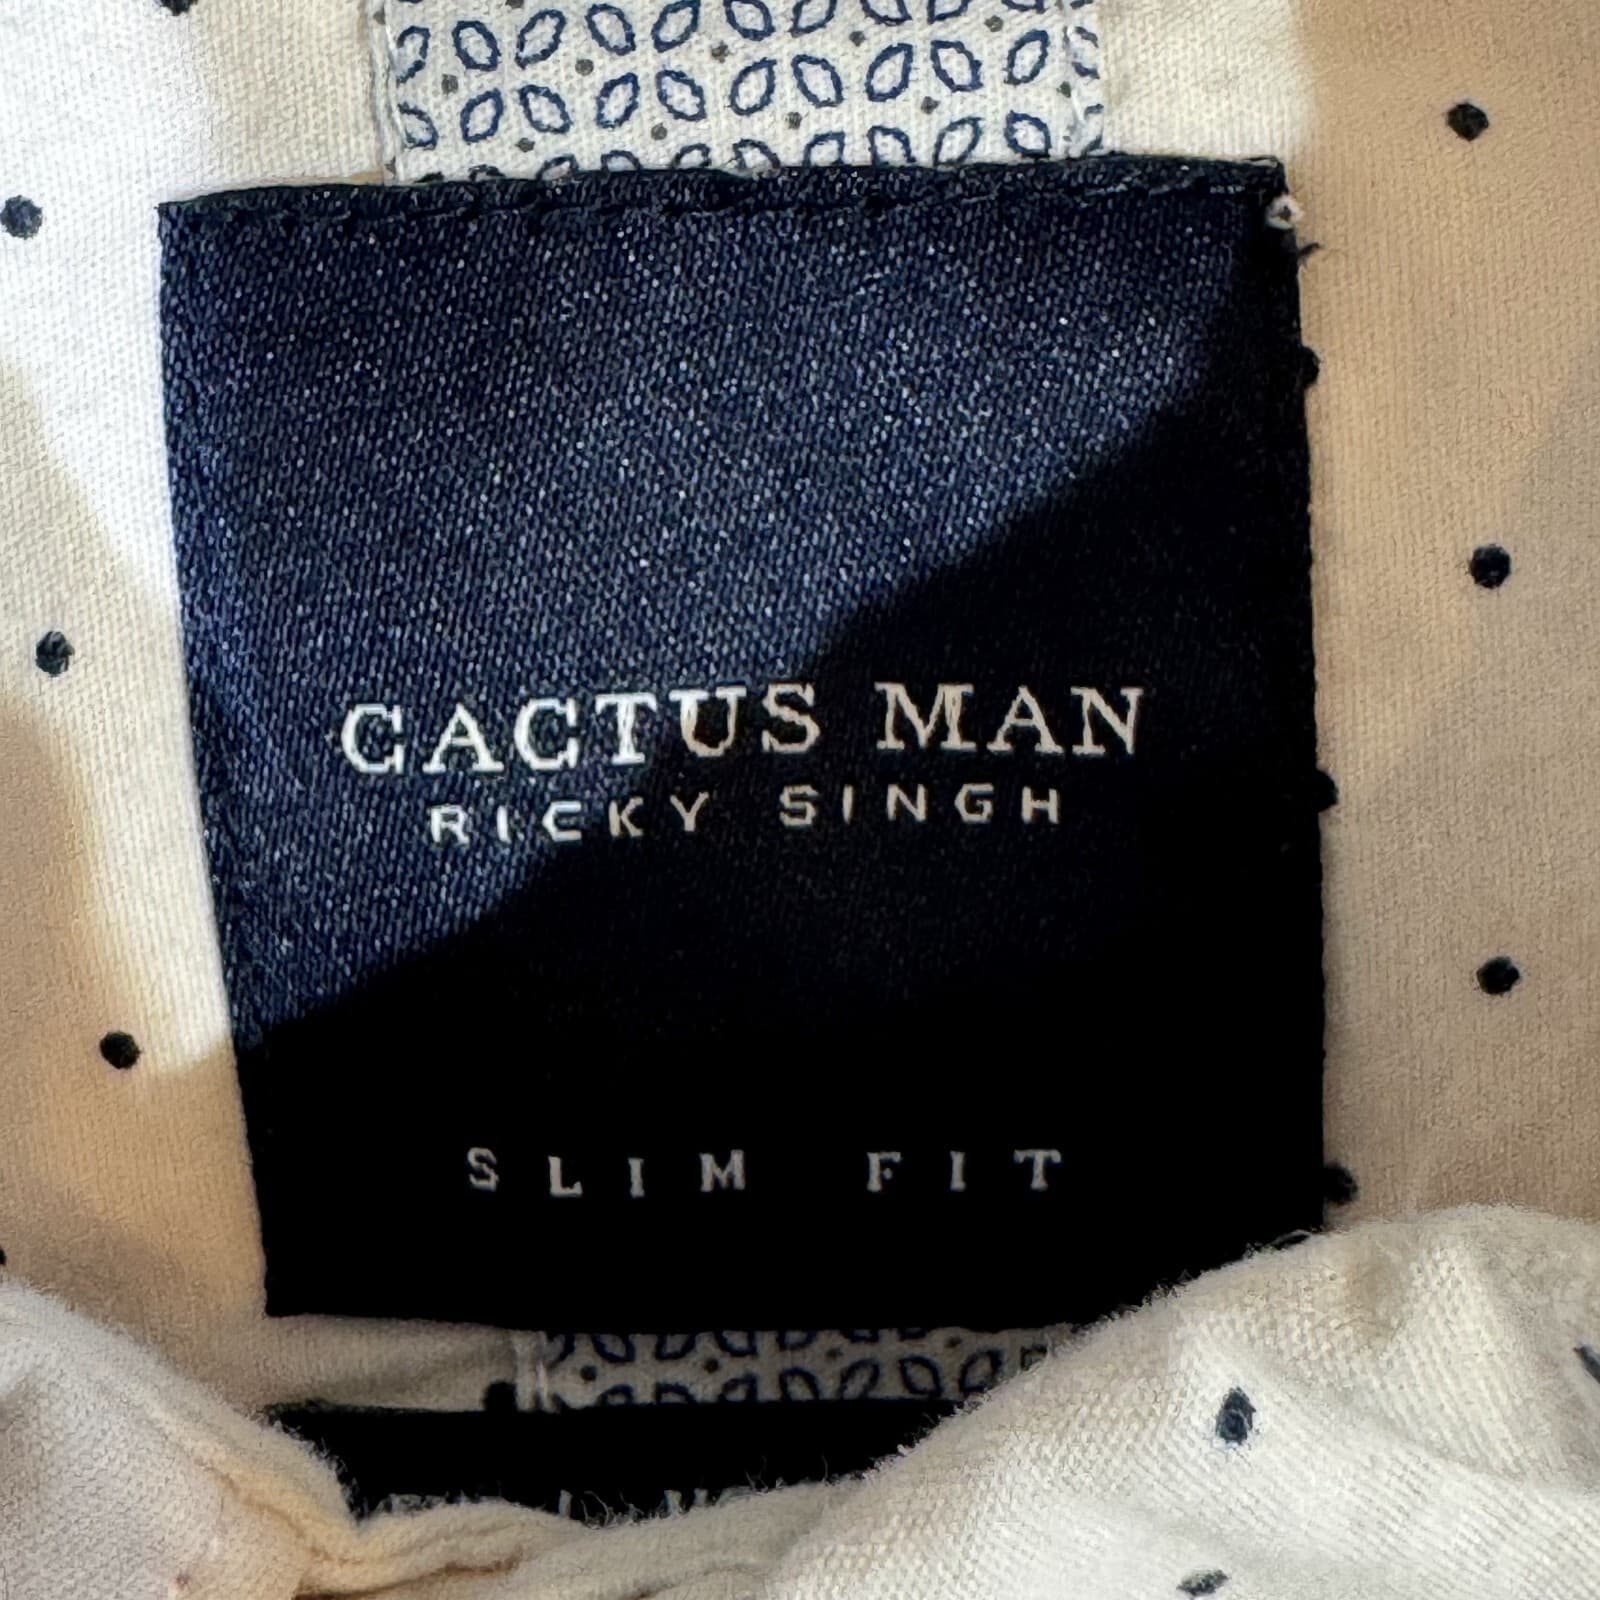 CACTUS MAN
RICKY SINGH
SLIM FIT